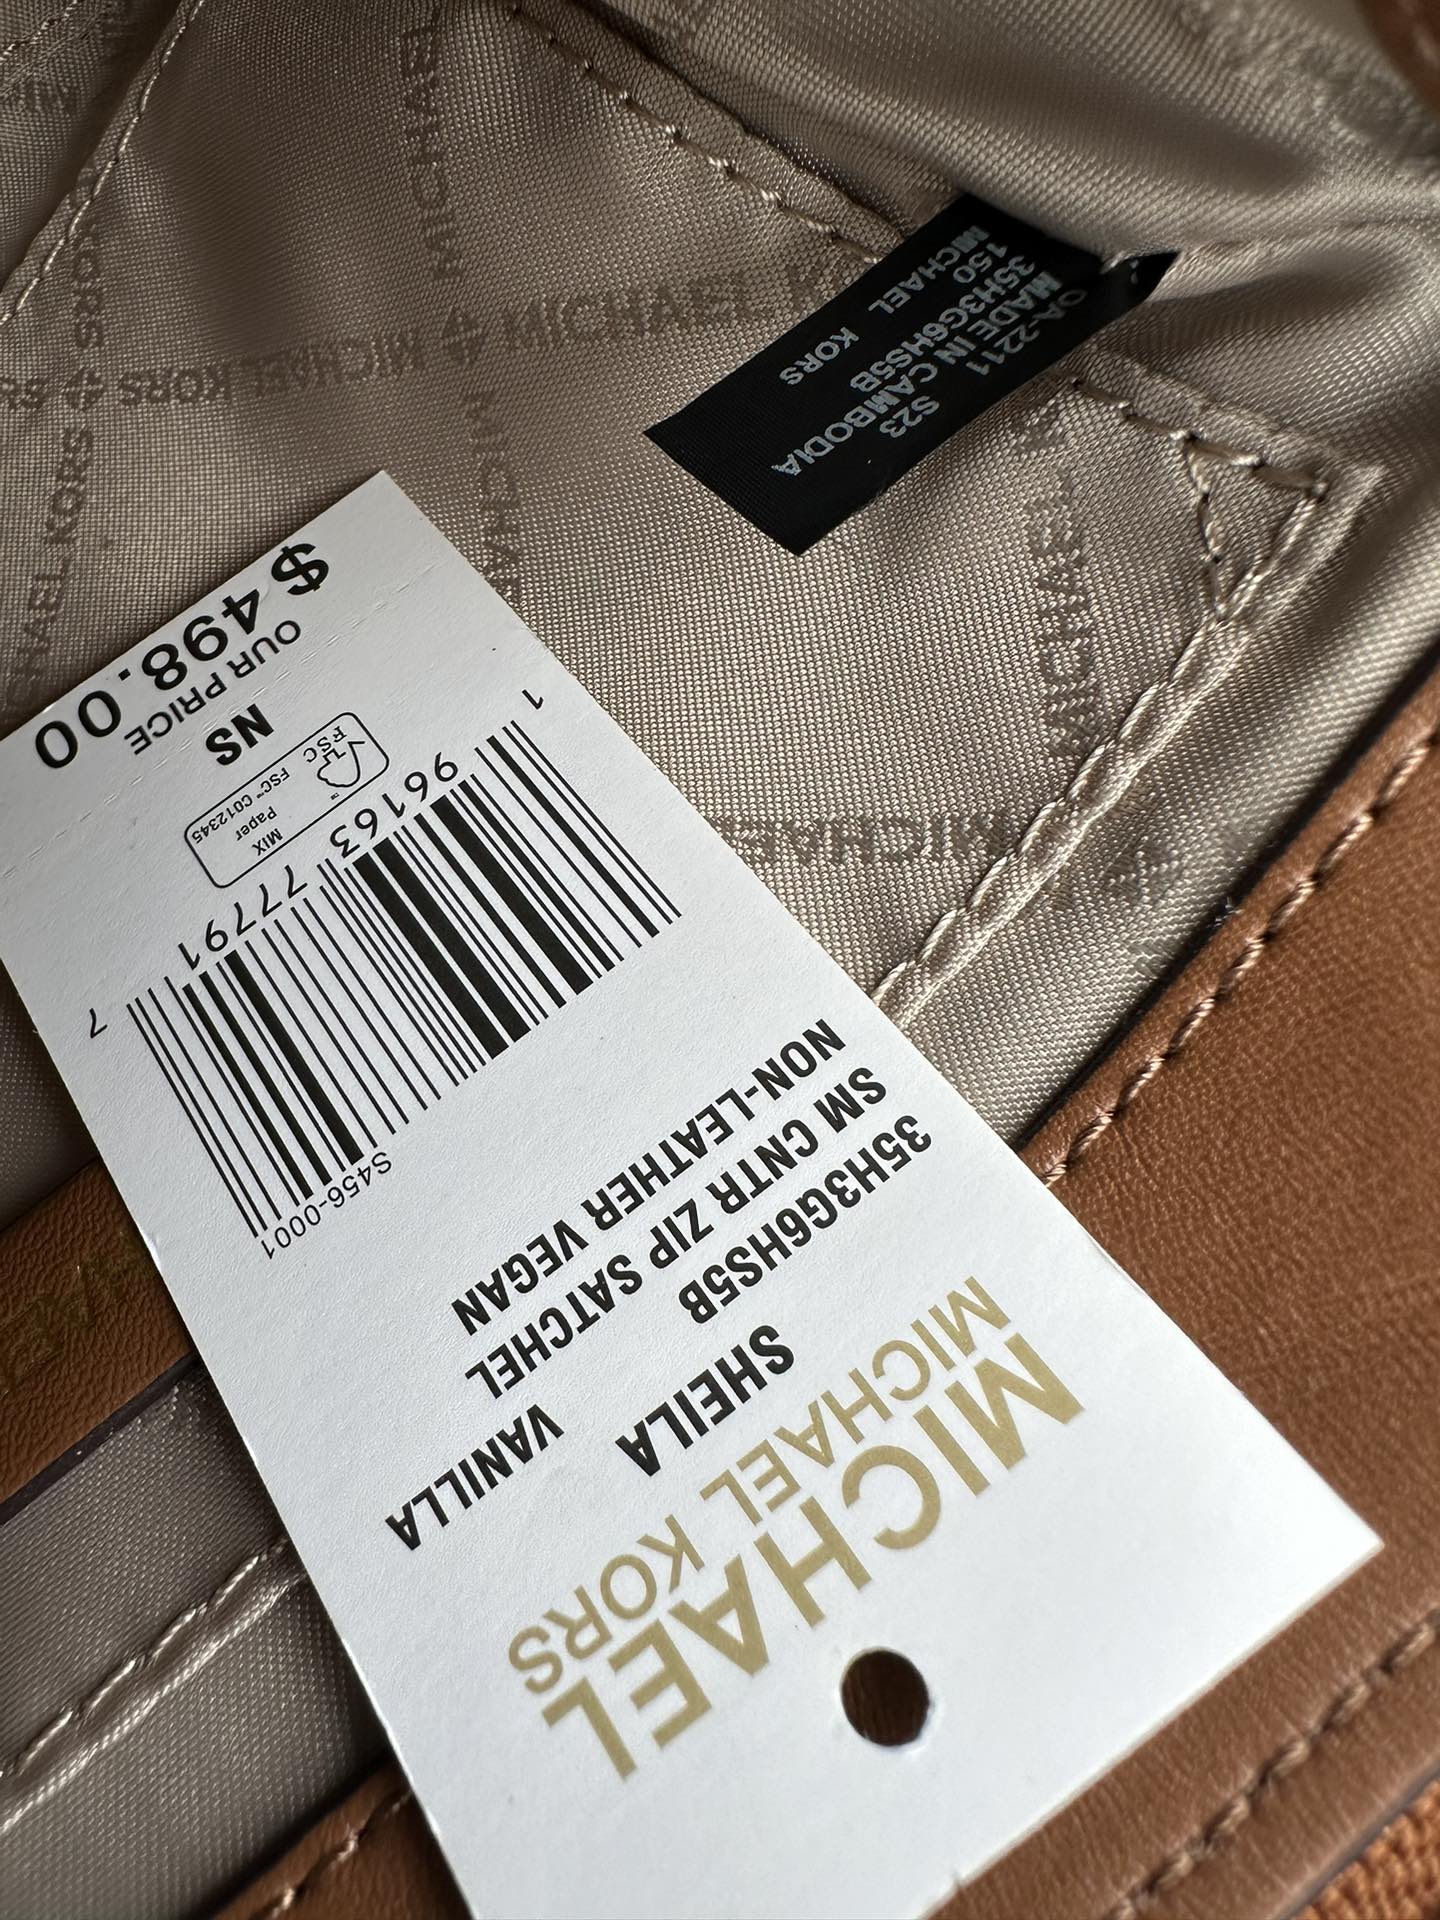 MICHAEL
MICHAEL KORS
SHEILA VANILLA
35H3G6HS5B
SM CNTR ZIP SATCHEL
NON-LEATHER VEGAN
S456-0001
1 96163 77791 7
FSC
MIX
Paper
FSC™ C012345
NS
OUR PRICE
$ 498.00
MICHAEL KORS
150
35H3G6HS5B
MADE IN CAMBODIA
OA-2211 S23
MICHAEL KORS
MICHAEL